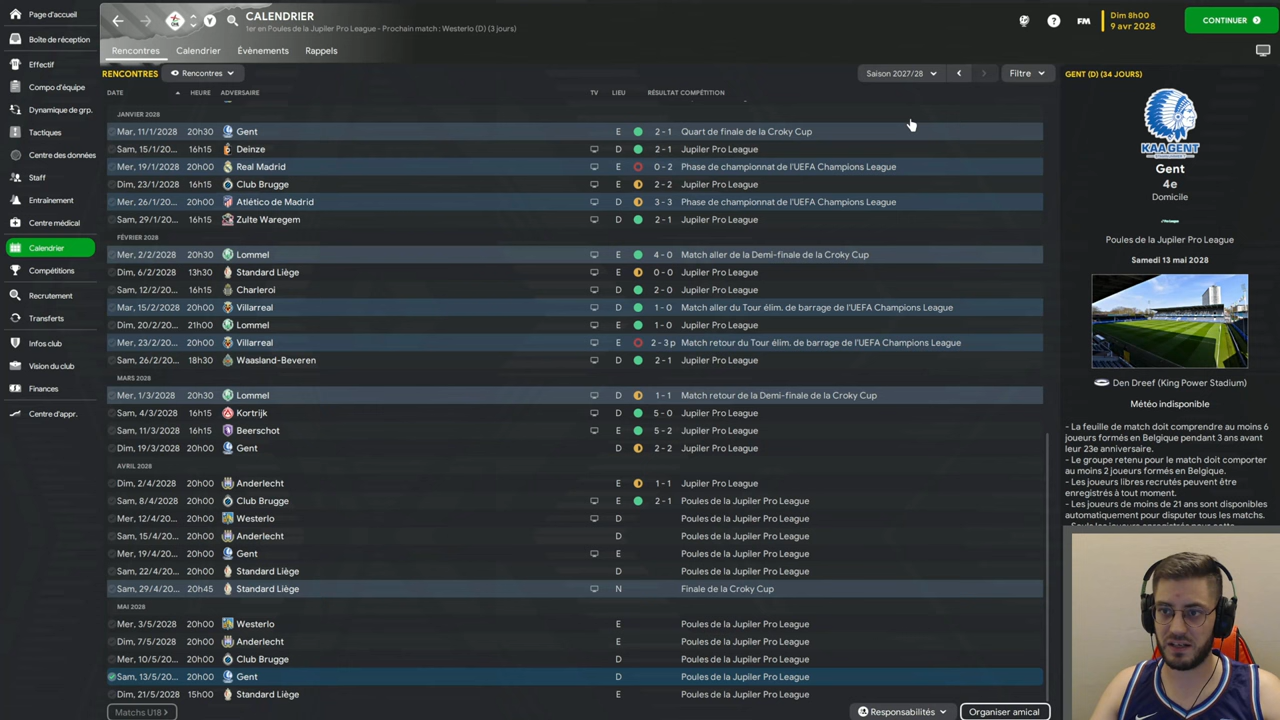 Page d'accueil
Boîte de réception
Effectif
Compo d'équipe
Dynamique de grp.
Tactiques
Centre des données
Staff
Entraînement
Centre médical
Calendrier
Compétitions
Recrutement
Transferts
Infos club
Vision du club
Finances
Centre d'appr.
CALENDRIER
1er en Poules de la Jupiler Pro League - Prochain match : Westerlo (D) (3 jours)
FM
Dim 8h00
9 avr 2028
CONTINUER
Rencontres Calendrier Évènements Rappels
RENCONTRES Rencontres Saison 2027/28 Filtre
DATE HEURE ADVERSAIRE TV LIEU RÉSULTAT COMPÉTITION
JANVIER 2028
Mar, 11/1/2028 20h30 Gent E 2 - 1 Quart de finale de la Croky Cup
Sam, 15/1/20... 16h15 Deinze D 2 - 1 Jupiler Pro League
Mer, 19/1/2028 20h00 Real Madrid E 0 - 2 Phase de championnat de l'UEFA Champions League
Dim, 23/1/2028 16h15 Club Brugge D 2 - 2 Jupiler Pro League
Mer, 26/1/20... 20h00 Atlético de Madrid D 3 - 3 Phase de championnat de l'UEFA Champions League
Sam, 29/1/20... 16h15 Zulte Waregem D 2 - 1 Jupiler Pro League
FÉVRIER 2028
Mer, 2/2/2028 20h30 Lommel E 4 - 0 Match aller de la Demi-finale de la Croky Cup
Dim, 6/2/2028 13h30 Standard Liège E 0 - 0 Jupiler Pro League
Sam, 12/2/20... 16h15 Charleroi D 2 - 0 Jupiler Pro League
Mar, 15/2/2028 20h00 Villarreal D 1 - 0 Match aller du Tour élim. de barrage de l'UEFA Champions League
Dim, 20/2/20... 21h00 Lommel E 1 - 0 Jupiler Pro League
Mer, 23/2/20... 20h00 Villarreal E 2 - 3 p Match retour du Tour élim. de barrage de l'UEFA Champions League
Sam, 26/2/20... 18h30 Waasland-Beveren D 2 - 1 Jupiler Pro League
MARS 2028
Mer, 1/3/2028 20h30 Lommel D 1 - 1 Match retour de la Demi-finale de la Croky Cup
Sam, 4/3/2028 16h15 Kortrijk D 5 - 0 Jupiler Pro League
Sam, 11/3/2028 16h15 Beerschot E 5 - 2 Jupiler Pro League
Dim, 19/3/2028 20h00 Gent D 2 - 2 Jupiler Pro League
AVRIL 2028
Dim, 2/4/2028 20h00 Anderlecht E 1 - 1 Jupiler Pro League
Sam, 8/4/2028 20h00 Club Brugge E 2 - 1 Poules de la Jupiler Pro League
Mer, 12/4/20... 20h00 Westerlo D Poules de la Jupiler Pro League
Sam, 15/4/20... 20h00 Anderlecht D Poules de la Jupiler Pro League
Mer, 19/4/20... 20h00 Gent E Poules de la Jupiler Pro League
Sam, 22/4/20... 20h00 Standard Liège D Poules de la Jupiler Pro League
Sam, 29/4/20... 20h45 Standard Liège N Finale de la Croky Cup
MAI 2028
Mer, 3/5/2028 20h00 Westerlo E Poules de la Jupiler Pro League
Dim, 7/5/2028 20h00 Anderlecht E Poules de la Jupiler Pro League
Mer, 10/5/20... 20h00 Club Brugge D Poules de la Jupiler Pro League
Sam, 13/5/20... 20h00 Gent D Poules de la Jupiler Pro League
Dim, 21/5/2028 15h00 Standard Liège E Poules de la Jupiler Pro League
Matchs U18 > Responsabilités Organiser amical
GENT (D) (34 JOURS)
KAA GENT
Gent
4e
Domicile
Poules de la Jupiler Pro League
Samedi 13 mai 2028
Den Dreef (King Power Stadium)
Météo indisponible
- La feuille de match doit comprendre au moins 6
joueurs formés en Belgique pendant 3 ans avant
leur 23e anniversaire.
- Le groupe retenu pour le match doit comporter
au moins 2 joueurs formés en Belgique.
- Les joueurs libres recrutés peuvent être
enregistrés à tout moment.
- Les joueurs de moins de 21 ans sont disponibles
automatiquement pour disputer tous les matchs.